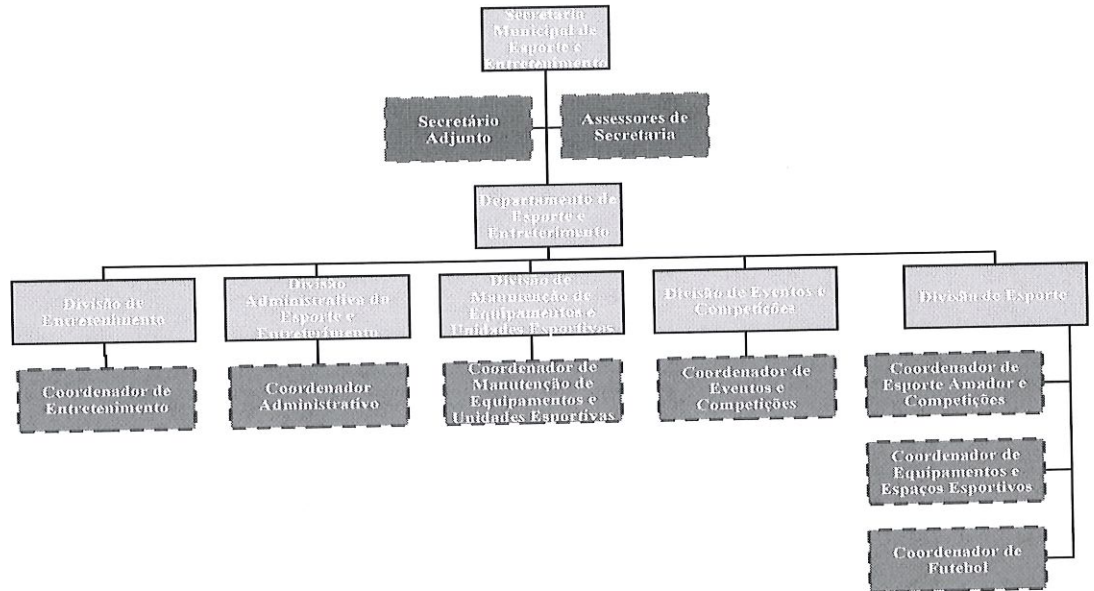 Secretaria
Municipal de
Esporte e
Entretenimento
Secretário
Adjunto
Assessores de
Secretaria
Departamento de
Esporte e
Entreterimento
Divisão de
Entretenimento
Divisão
Administrativa da
Esporte e
Entreterimento
Divisão de
Manutenção de
Equipamentos e
Unidades Esportivas
Divisão de Eventos e
Competições
Divisão de Esporte
Coordenador de
Entretenimento
Coordenador
Administrativo
Coordenador de
Manutenção de
Equipamentos e
Unidades Esportivas
Coordenador de
Eventos e
Competições
Coordenador de
Esporte Amador e
Competições
Coordenador de
Equipamentos e
Espaços Esportivos
Coordenador de
Futebol